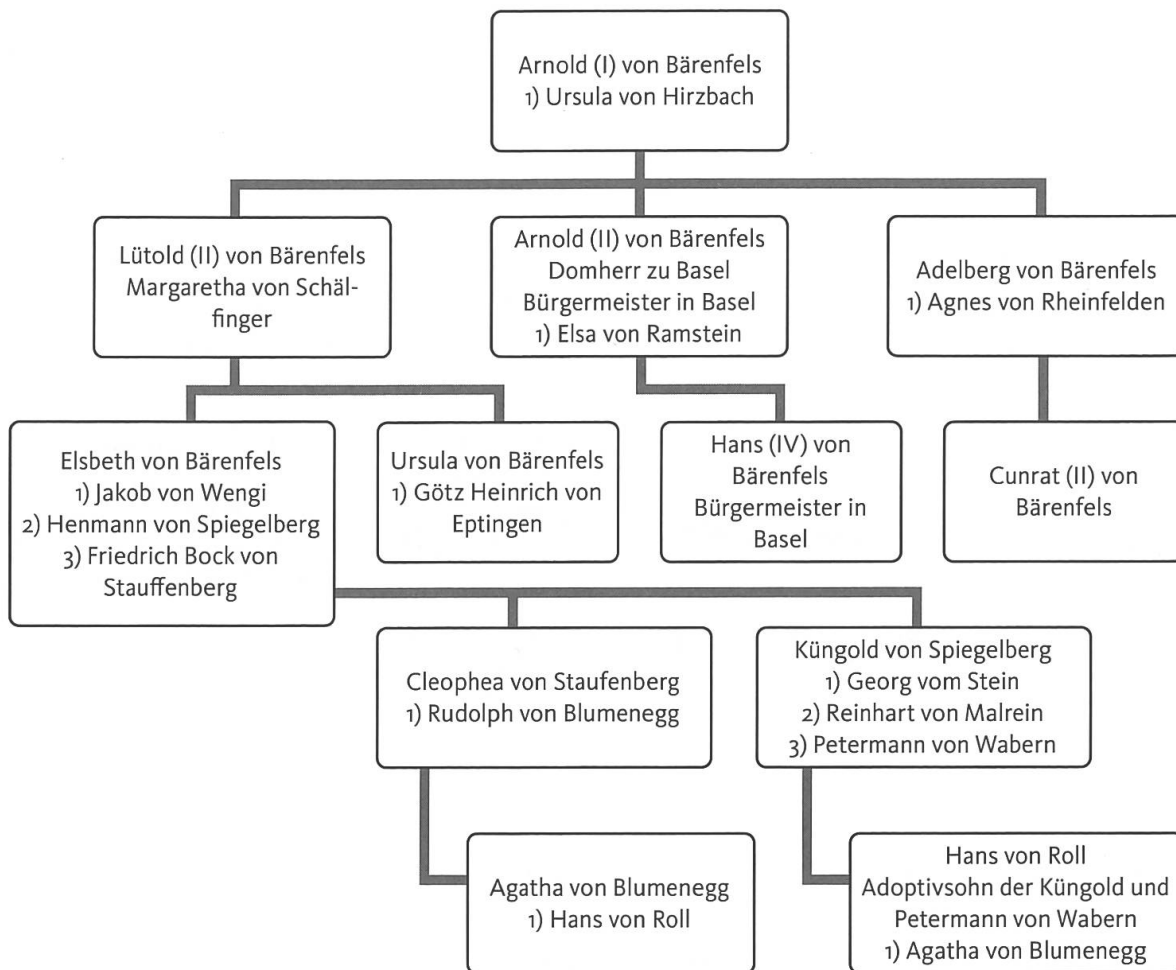 Arnold (I) von Bärenfels
1) Ursula von Hirzbach
Lütold (II) von Bärenfels
Margaretha von Schäl-
finger
Arnold (II) von Bärenfels
Domherr zu Basel
Bürgermeister in Basel
1) Elsa von Ramstein
Adelberg von Bärenfels
1) Agnes von Rheinfelden
Elsbeth von Bärenfels
1) Jakob von Wengi
2) Henmann von Spiegelberg
3) Friedrich Bock von
Stauffenberg
Ursula von Bärenfels
1) Götz Heinrich von
Eptingen
Hans (IV) von
Bärenfels
Bürgermeister in
Basel
Cunrat (II) von
Bärenfels
Cleophea von Staufenberg
1) Rudolph von Blumenegg
Küngold von Spiegelberg
1) Georg vom Stein
2) Reinhart von Malrein
3) Petermann von Wabern
Agatha von Blumenegg
1) Hans von Roll
Hans von Roll
Adoptivsohn der Küngold und
Petermann von Wabern
1) Agatha von Blumenegg